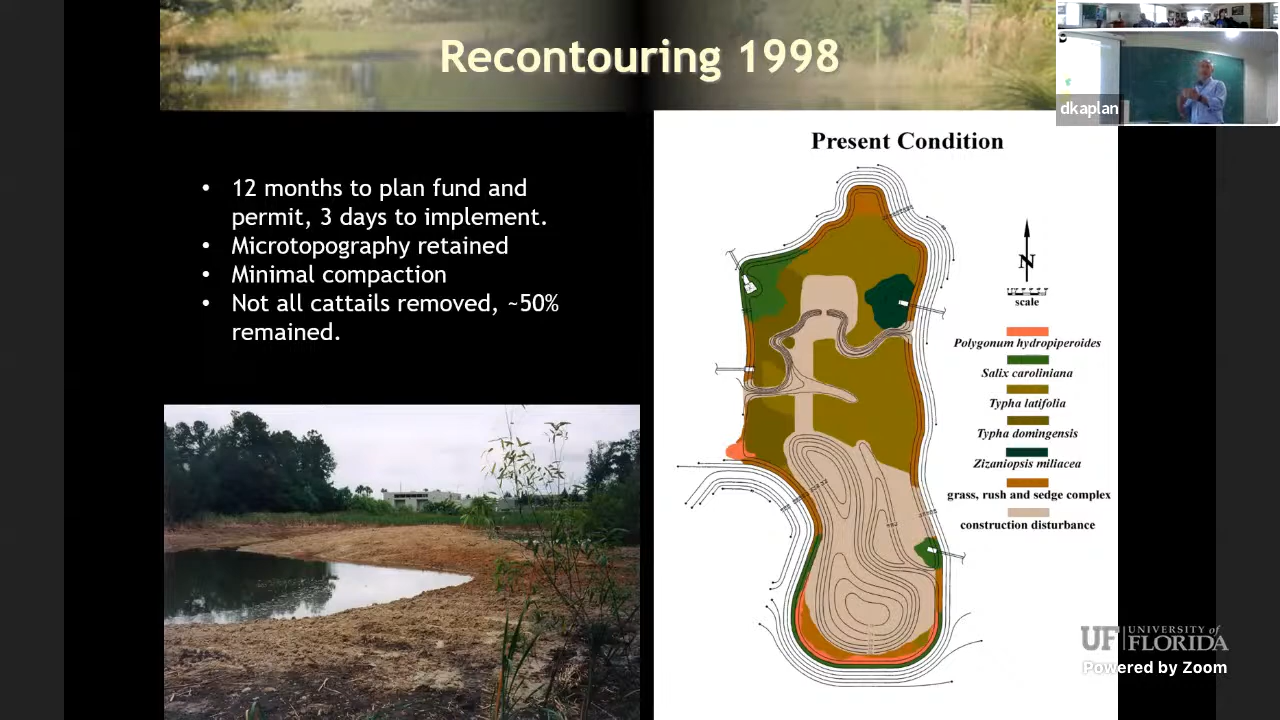 Recontouring 1998
dkaplan
• 12 months to plan fund and
permit, 3 days to implement.
• Microtopography retained
• Minimal compaction
• Not all cattails removed, ~50%
remained.
Present Condition
N
scale
Polygonum hydropiperoides
Salix caroliniana
Typha latifolia
Typha domingensis
Zizaniopsis miliacea
grass, rush and sedge complex
construction disturbance
UF UNIVERSITY of
FLORIDA
Powered by Zoom